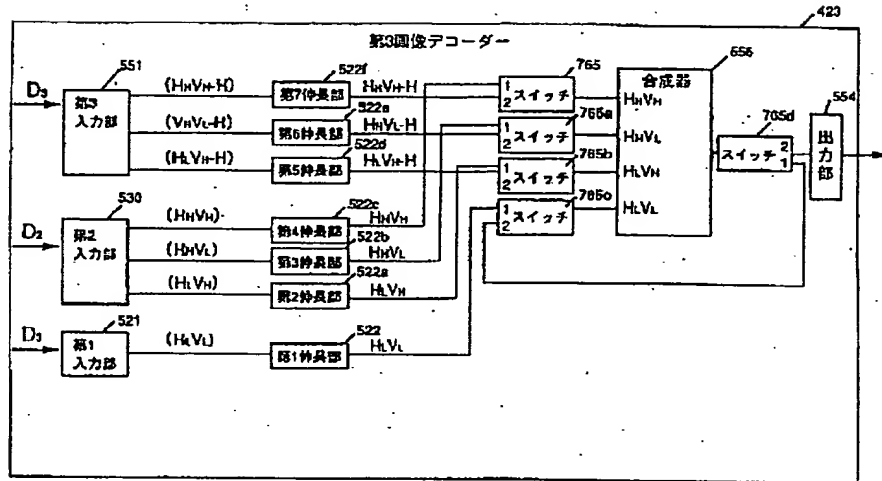 423
第3画像デコーダー
551
D₃
第3
入力部
(HHVH-H)
522f
第7伸長部
HHVH-H
(VHVL-H)
522e
第6伸長部
HHVL-H
(HLVH-H)
522d
第5伸長部
HLVH-H
530
D₂
第2
入力部
(HHVH)
522c
第4伸長部
HHVH
(HHVL)
522b
第3伸長部
HHVL
(HLVH)
522a
第2伸長部
HLVH
521
第1
入力部
(HLVL)
522
第1伸長部
HLVL
765
1
2
スイッチ
765a
1
2
スイッチ
765b
1
2
スイッチ
765c
1
2
スイッチ
556
合成器
HHVH
HHVL
HLVH
HLVL
765d
スイッチ
2
1
554
出力部